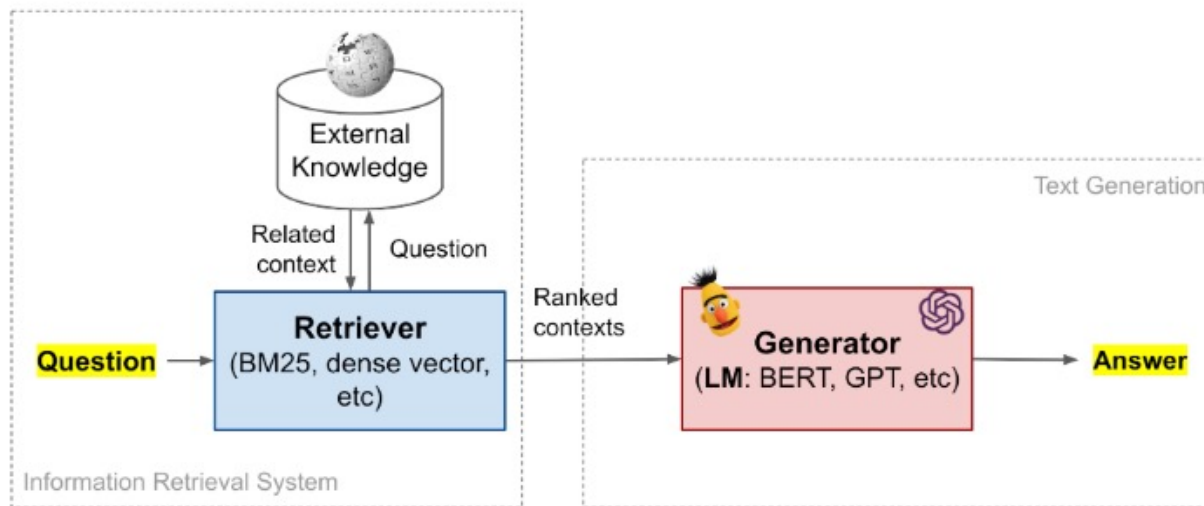 External
Knowledge
Text Generation
Related
context
Question
Ranked
contexts
Question
Retriever
(BM25, dense vector,
etc)
Generator
(LM: BERT, GPT, etc)
Answer
Information Retrieval System